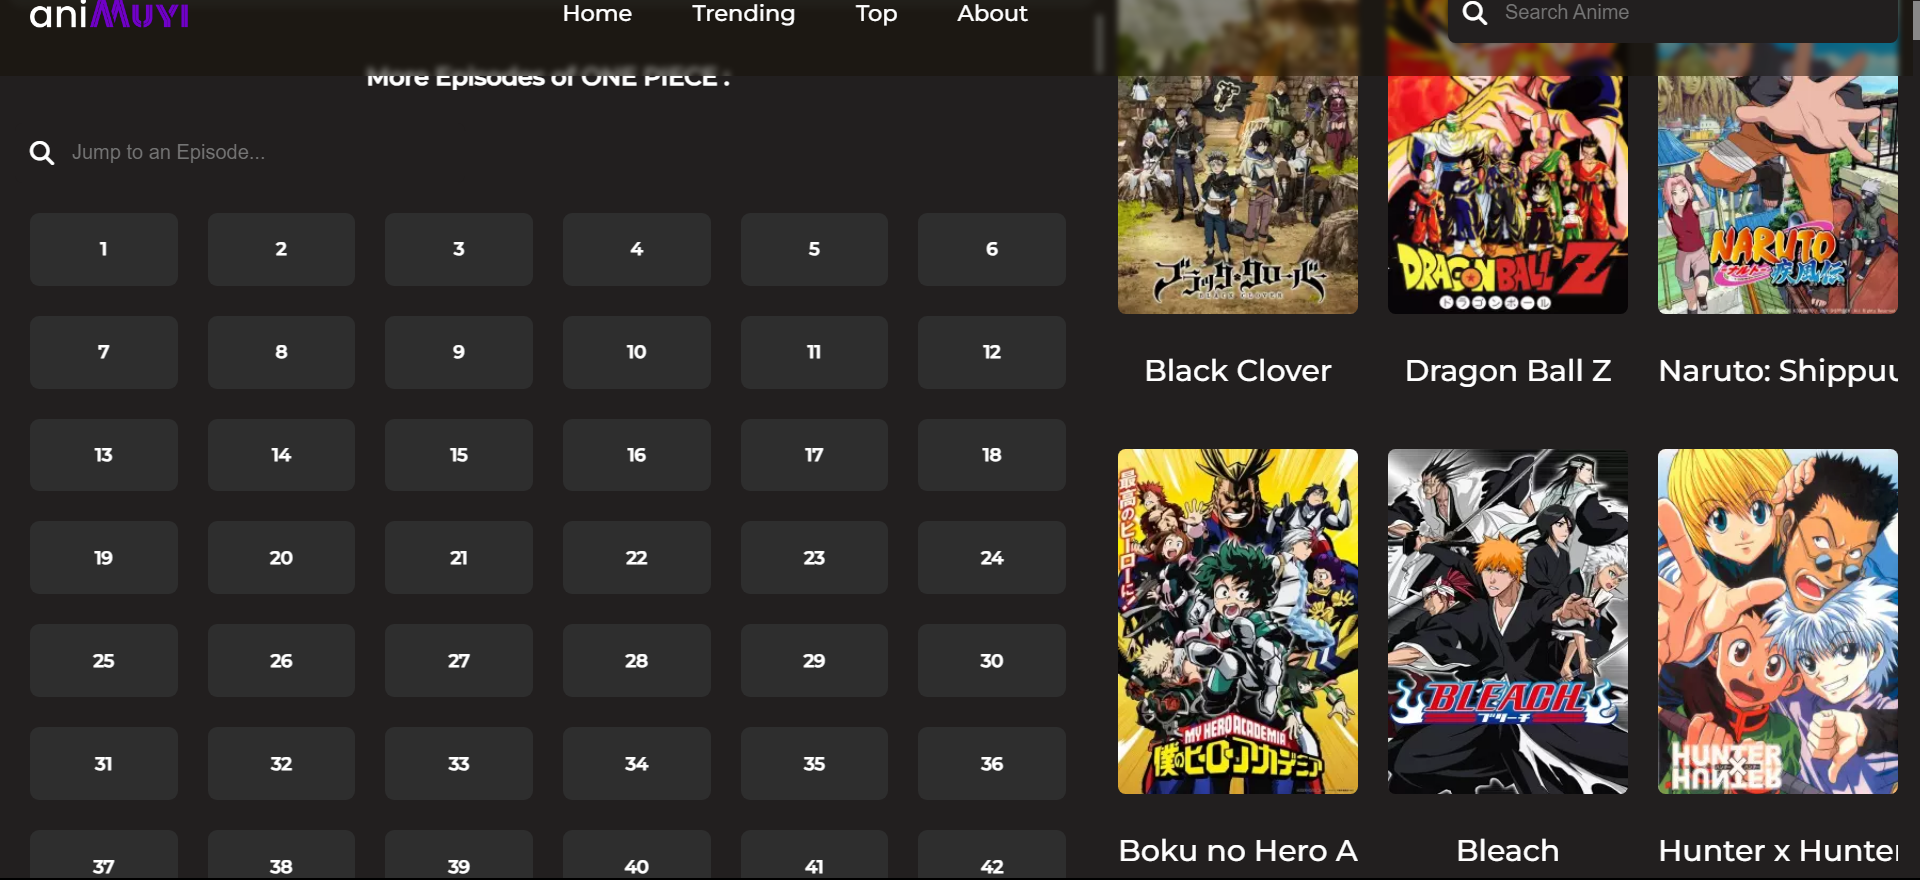 aniMuyi
Home Trending Top About
Search Anime
More Episodes of ONE PIECE :
Jump to an Episode...
1 2 3 4 5 6
7 8 9 10 11 12
13 14 15 16 17 18
19 20 21 22 23 24
25 26 27 28 29 30
31 32 33 34 35 36
37 38 39 40 41 42
ブラッククローバー
BLACK CLOVER
DRAGON BALL Z
ドラゴンボール
NARUTO
ナルト
疾風伝
Black Clover
Dragon Ball Z
Naruto: Shippuu
最高のヒーローに!
MY HERO ACADEMIA
僕のヒーローアカデミア
BLEACH
ブリーチ
HUNTER
×
HUNTER
Boku no Hero A
Bleach
Hunter x Hunter